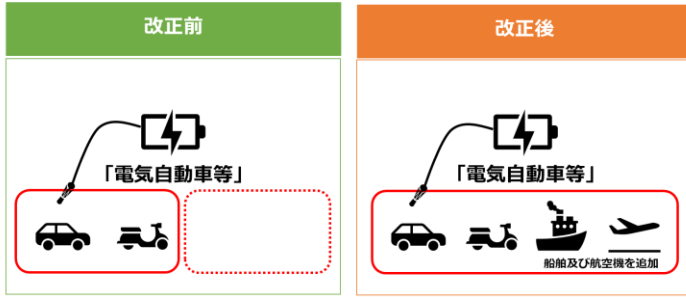 改正前
「電気自動車等」
改正後
「電気自動車等」
船舶及び航空機を追加